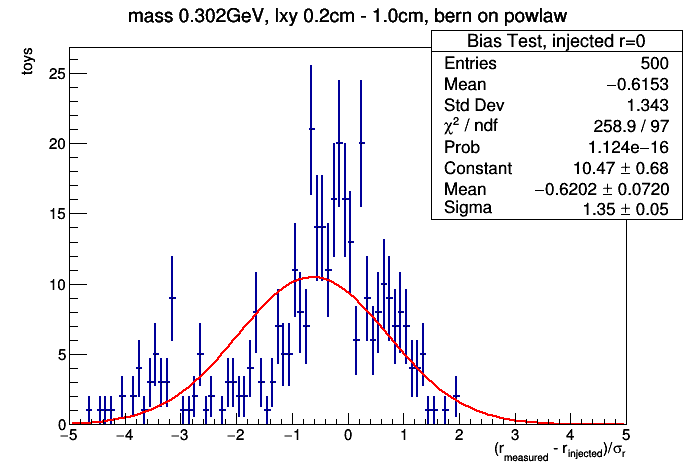 mass 0.302GeV, lxy 0.2cm - 1.0cm, bern on powlaw
toys
Bias Test, injected r=0
Entries 500
Mean −0.6153
Std Dev 1.343
χ² / ndf 258.9 / 97
Prob 1.124e−16
Constant 10.47 ± 0.68
Mean −0.6202 ± 0.0720
Sigma 1.35 ± 0.05
25
20
15
10
5
0
−5 −4 −3 −2 −1 0 1 2 3 4 5
(r_measured - r_injected)/σ_r